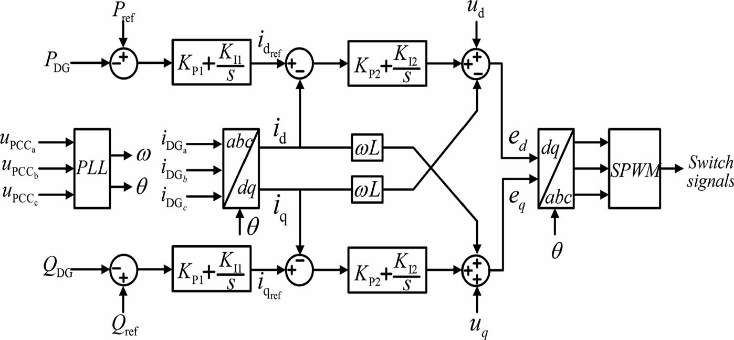 P_ref
u_d
P_DG
K_P1+K_I1/s
i_dref
K_P2+K_I2/s
u_PCCa
u_PCCb
u_PCCc
PLL
ω
θ
i_DGa
i_DGb
i_DGc
abc
dq
θ
i_d
i_q
ωL
ωL
e_d
e_q
dq
abc
θ
SPWM
Switch
signals
Q_DG
K_P1+K_I1/s
i_qref
K_P2+K_I2/s
Q_ref
u_q